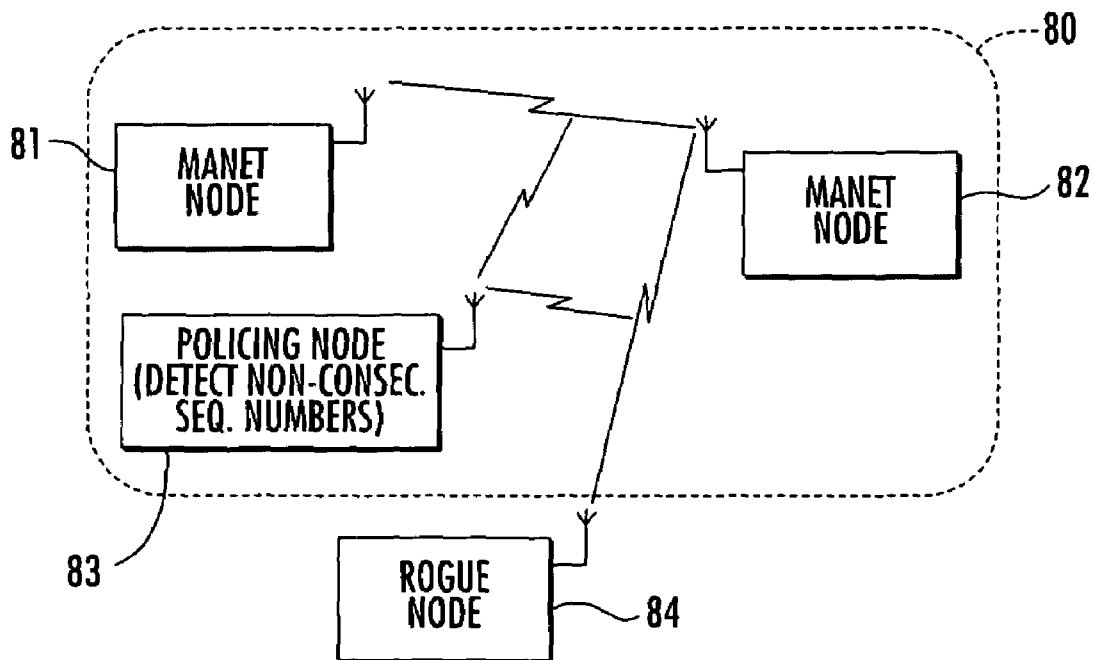 80
81
MANET
NODE
MANET
NODE
82
POLICING NODE
(DETECT NON-CONSEC.
SEQ. NUMBERS)
83
ROGUE
NODE
84